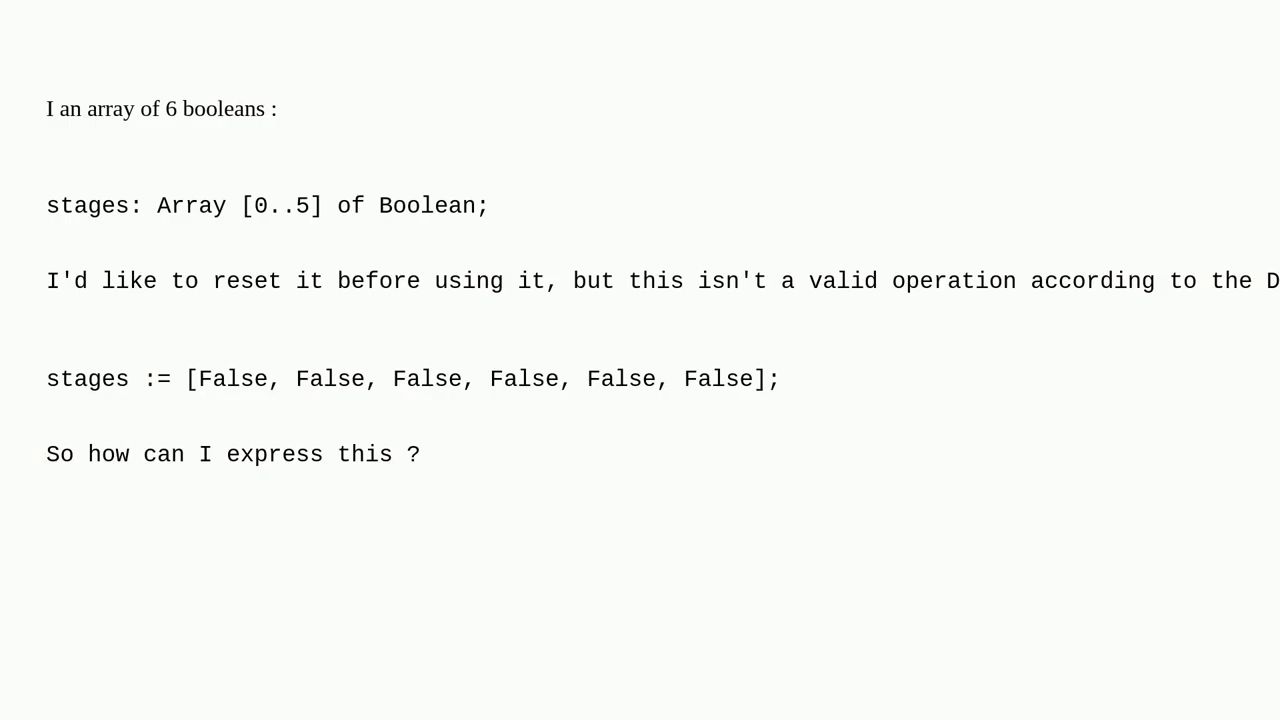 I an array of 6 booleans :
stages: Array [0..5] of Boolean;
I'd like to reset it before using it, but this isn't a valid operation according to the D
stages := [False, False, False, False, False, False];
So how can I express this ?